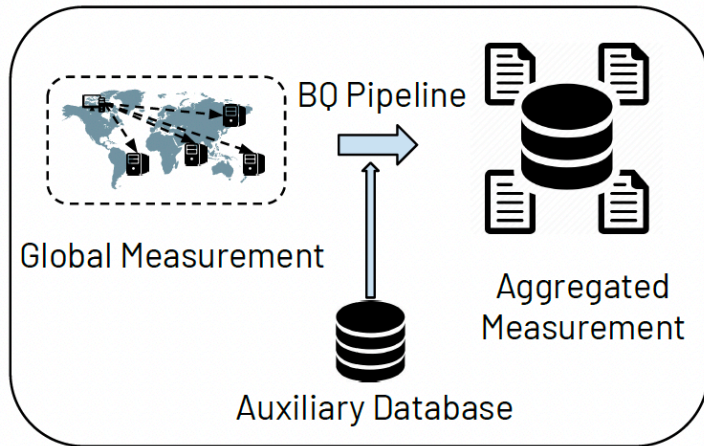 BQ Pipeline
Global Measurement
Aggregated
Measurement
Auxiliary Database